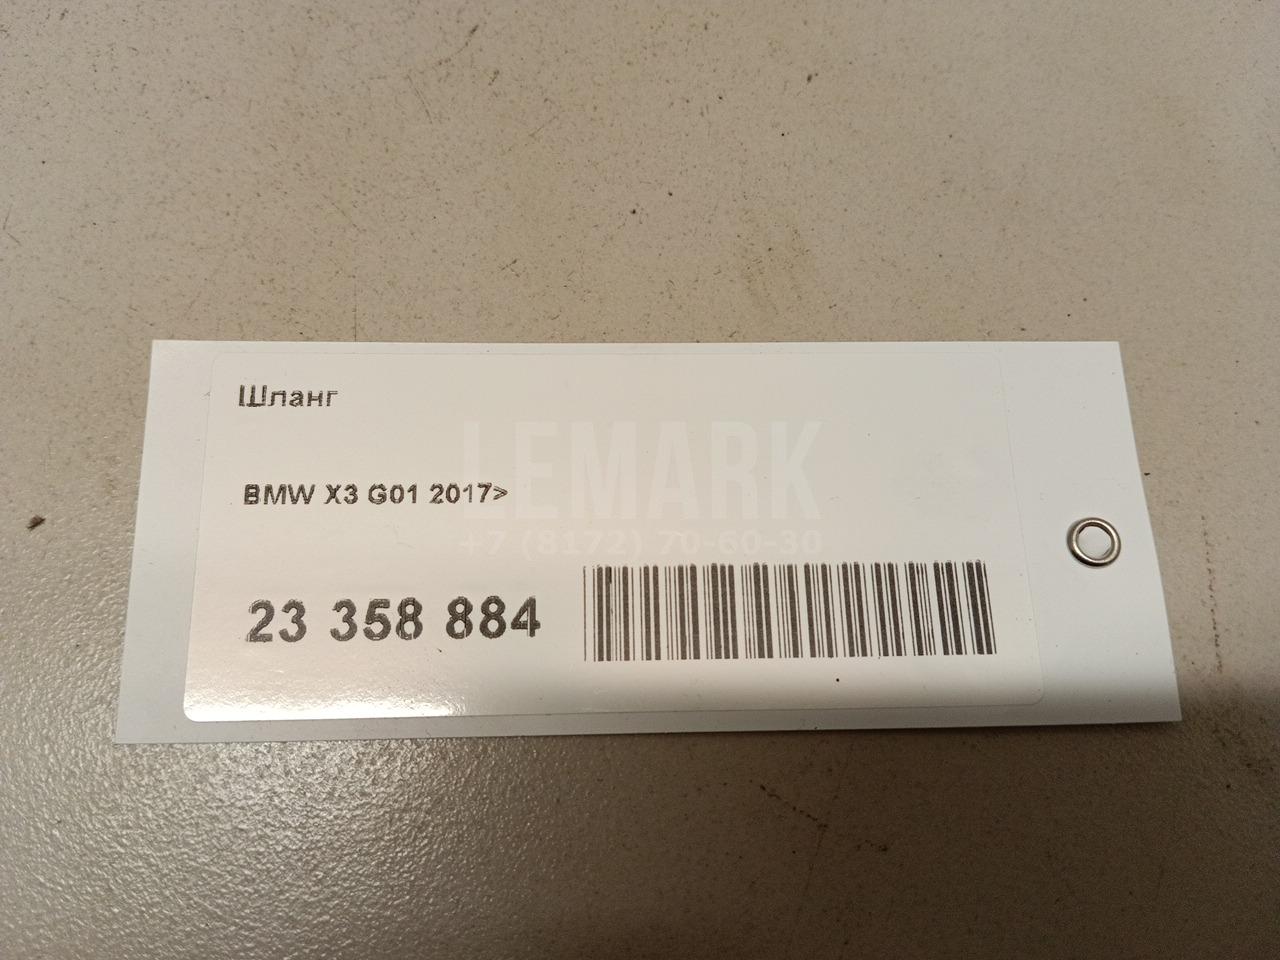 Шланг
LEMARK
BMW X3 G01 2017>
+7 (8172) 70-60-30
23 358 884